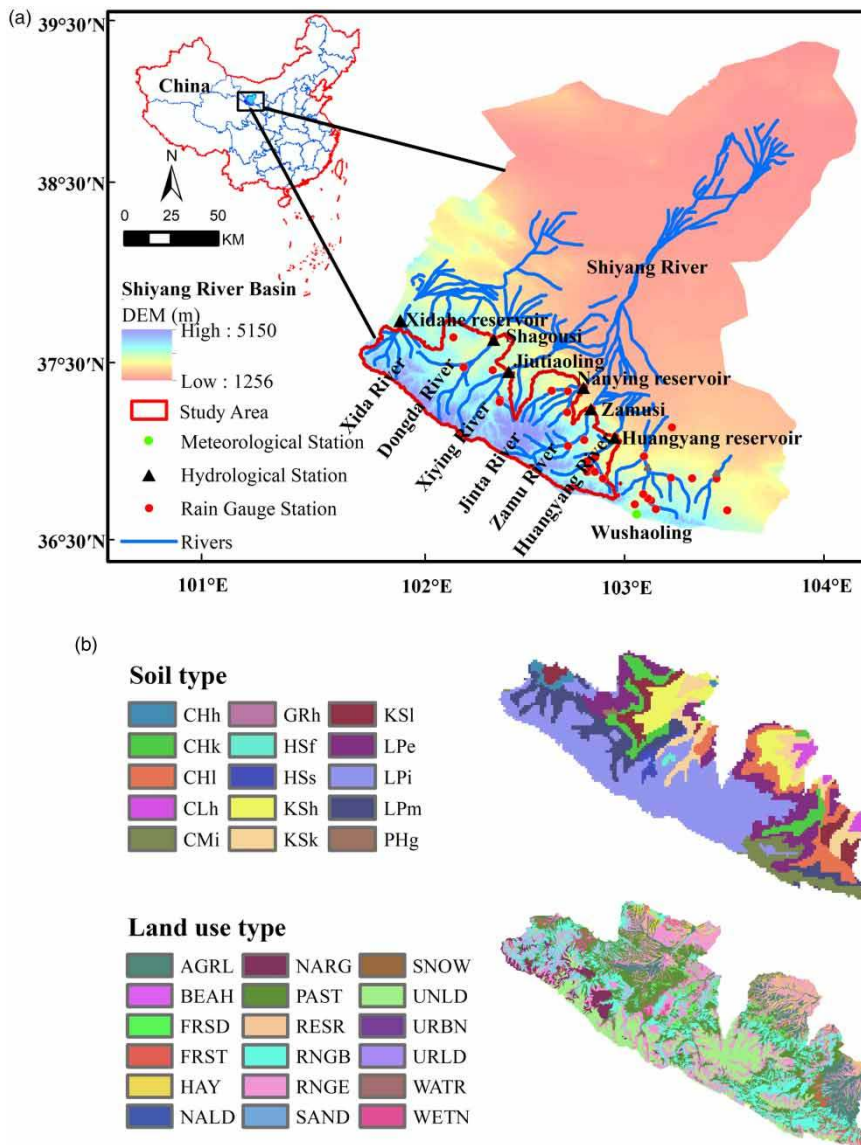 (a)
39°30'N
38°30'N
37°30'N
36°30'N
China
N
0 25 50
KM
Shiyang River Basin
DEM (m)
High : 5150
Low : 1256
Study Area
Meteorological Station
Hydrological Station
Rain Gauge Station
Rivers
Shiyang River
Xidahe reservoir
Shagousi
Jiutiaoling
Nanying reservoir
Zamusi
Huangyang reservoir
Xida River
Dongda River
Xiying River
Jinta River
Zamu River
Huangyang River
Wushaoling
101°E 102°E 103°E 104°E
(b)
Soil type
CHh GRh KSl
CHk HSf LPe
CHl HSs LPi
CLh KSh LPm
CMi KSk PHg
Land use type
AGRL NARG SNOW
BEAH PAST UNLD
FRSD RESR URBN
FRST RNGB URLD
HAY RNGE WATR
NALD SAND WETN